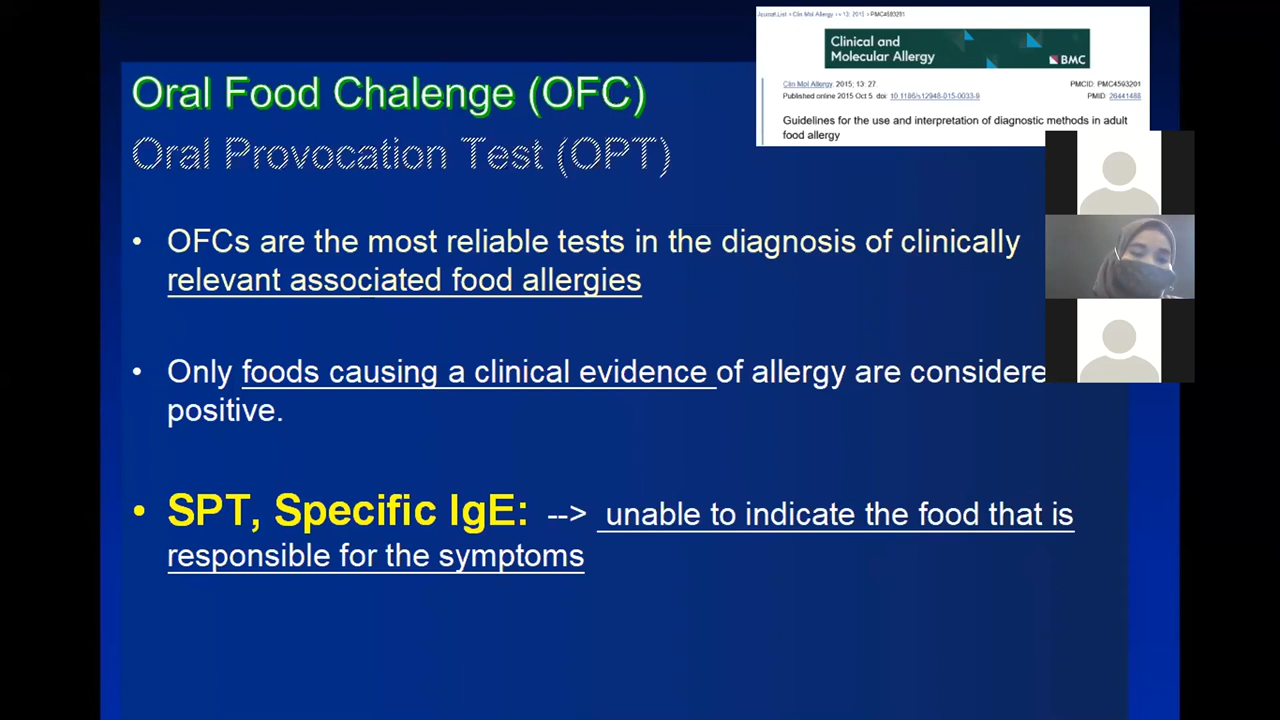 Journal List > Clin Mol Allergy > v.13; 2015 > PMC4593201
Clinical and
Molecular Allergy
BMC
Clin Mol Allergy. 2015; 13: 27.
PMCID: PMC4593201
Published online 2015 Oct 5. doi: 10.1186/s12948-015-0033-9
PMID: 26441488
Guidelines for the use and interpretation of diagnostic methods in adult
food allergy
Oral Food Chalenge (OFC)
Oral Provocation Test (OPT)
• OFCs are the most reliable tests in the diagnosis of clinically
relevant associated food allergies
• Only foods causing a clinical evidence of allergy are considere
positive.
• SPT, Specific IgE: --> unable to indicate the food that is
responsible for the symptoms